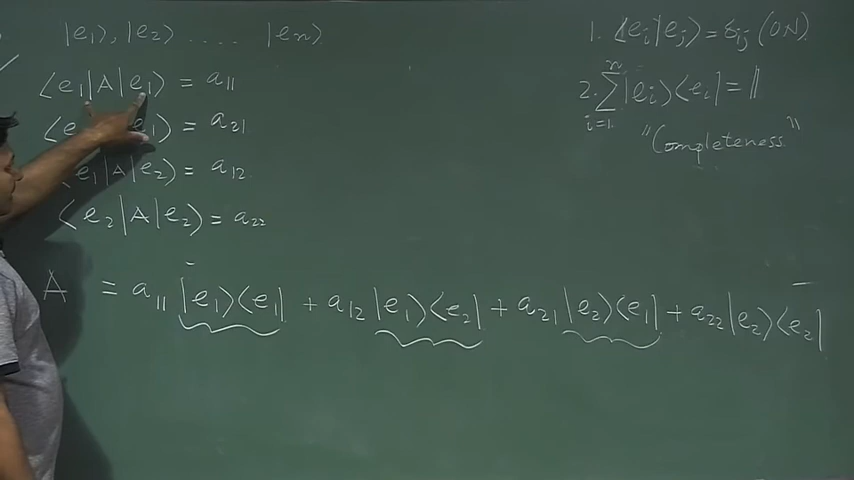 |e₁⟩, |e₂⟩ .... |eₙ⟩
⟨e₁|A|e₁⟩ = a₁₁
⟨e e₁⟩ = a₂₁
e₁|A|e₂⟩ = a₁₂
⟨e₂|A|e₂⟩ = a₂₂
A = a₁₁ |e₁⟩⟨e₁| + a₁₂ |e₁⟩⟨e₂| + a₂₁ |e₂⟩⟨e₁| + a₂₂ |e₂⟩⟨e₂|
1. ⟨eᵢ|eⱼ⟩ = δᵢⱼ (ON)
2. ∑ᵢ₌₁ⁿ |eᵢ⟩⟨eᵢ| = 𝟙
"Completeness"